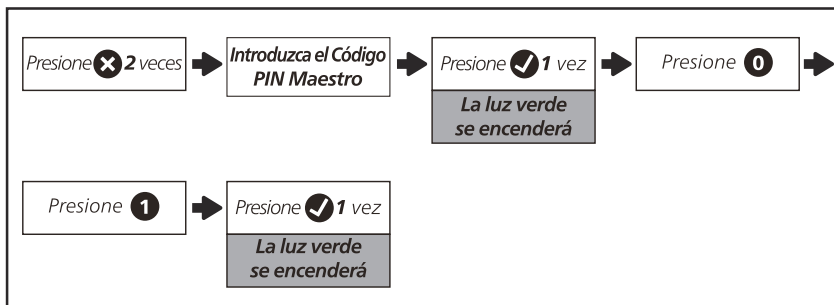 Presione ✖ 2 veces
Introduzca el Código
PIN Maestro
Presione ✔ 1 vez
La luz verde
se encenderá
Presione 0
Presione 1
Presione ✔ 1 vez
La luz verde
se encenderá